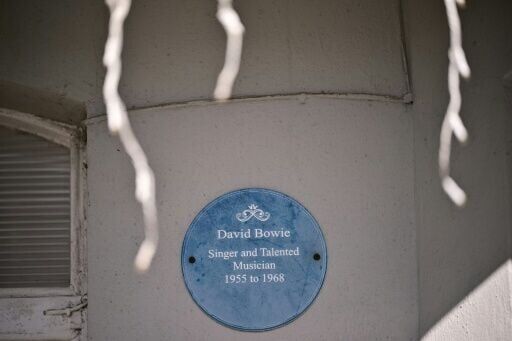 David Bowie
Singer and Talented
Musician
1955 to 1968